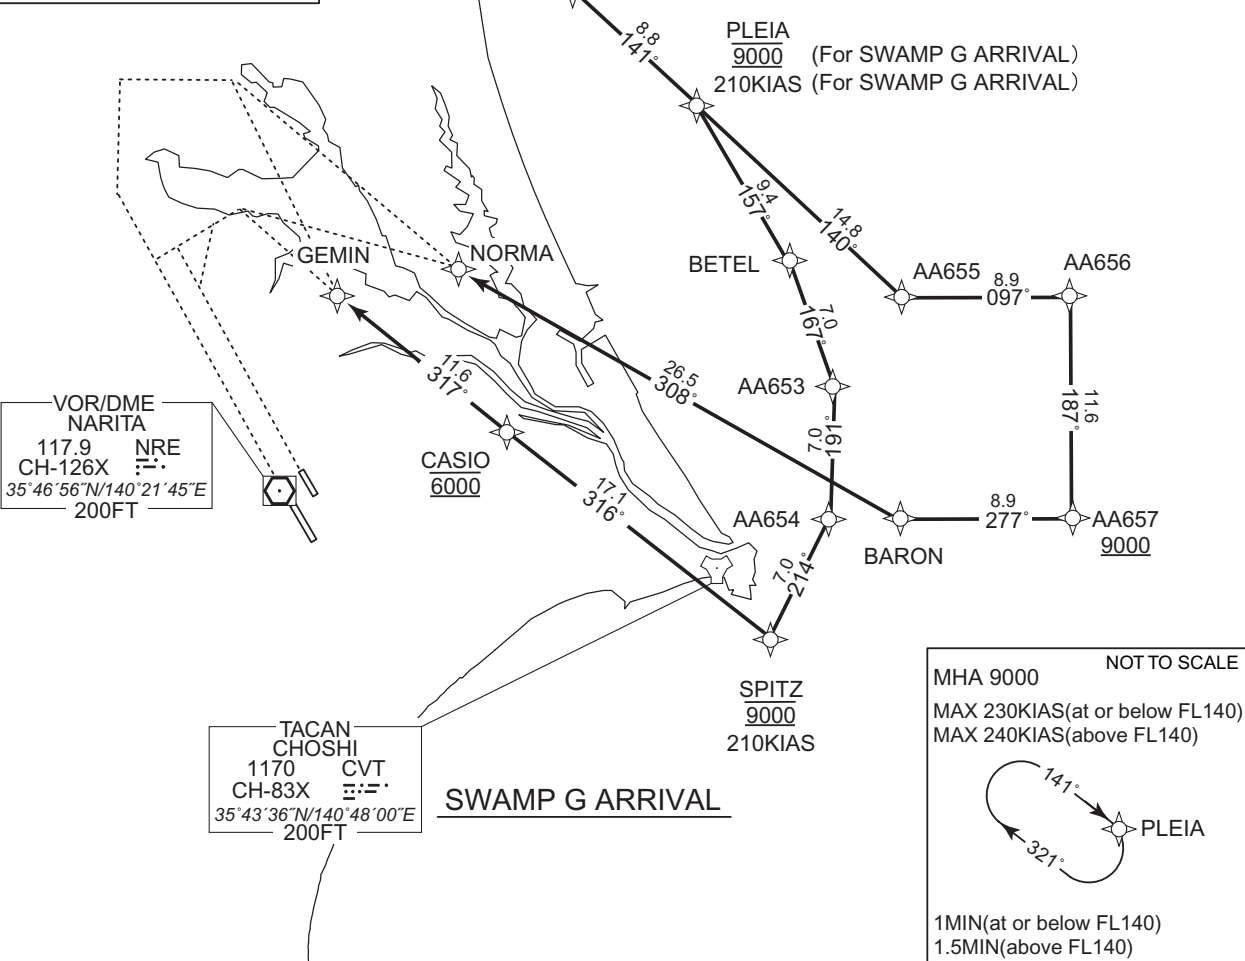 8.8
141°
PLEIA
9000 (For SWAMP G ARRIVAL)
210KIAS (For SWAMP G ARRIVAL)
9.4
157°
14.8
140°
GEMIN
NORMA
BETEL
AA655
8.9
097°
AA656
7.0
167°
11.6
317°
26.5
308°
AA653
11.6
187°
VOR/DME
NARITA
117.9 NRE
CH-126X
35°46′56″N/140°21′45″E
200FT
7.0
191°
CASIO
6000
17.1
316°
AA654
8.9
277°
AA657
9000
BARON
7.0
214°
SPITZ
9000
210KIAS
TACAN
CHOSHI
1170 CVT
CH-83X
35°43′36″N/140°48′00″E
200FT
SWAMP G ARRIVAL
NOT TO SCALE
MHA 9000
MAX 230KIAS(at or below FL140)
MAX 240KIAS(above FL140)
141°
PLEIA
321°
1MIN(at or below FL140)
1.5MIN(above FL140)